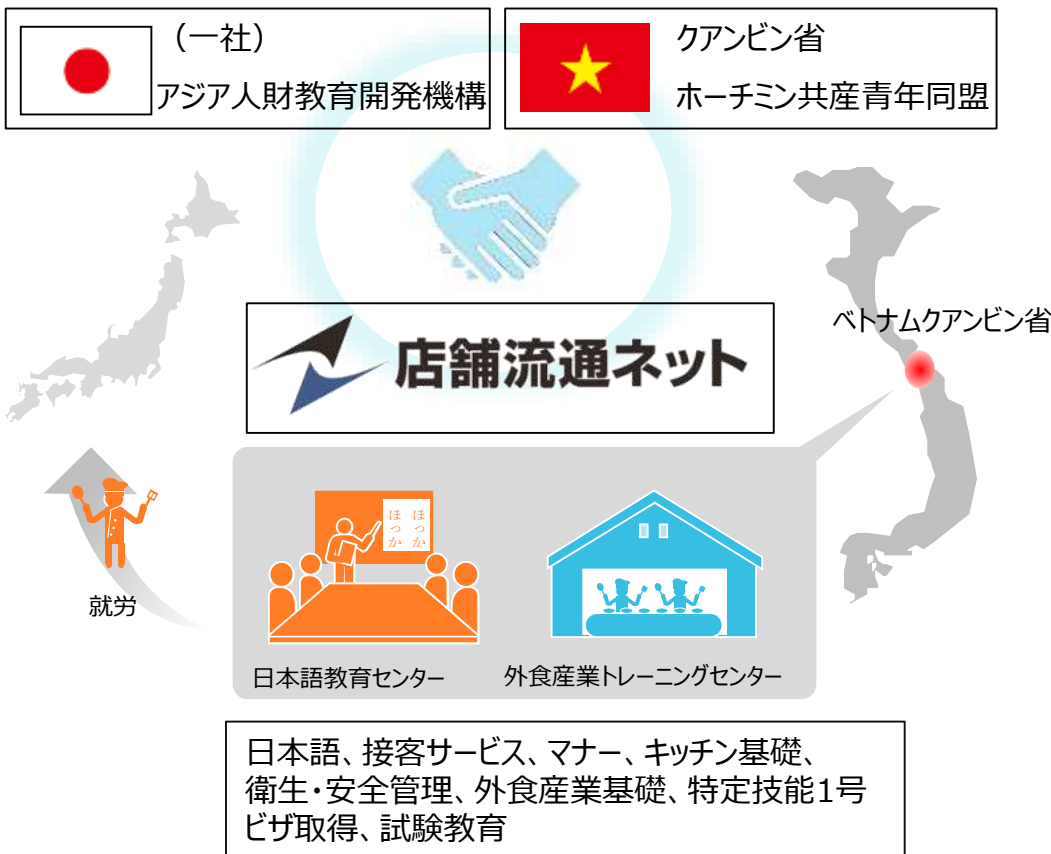 （一社）
アジア人財教育開発機構
クアンビン省
ホーチミン共産青年同盟
店舗流通ネット
ベトナムクアンビン省
ほっか
ほっか
就労
日本語教育センター
外食産業トレーニングセンター
日本語、接客サービス、マナー、キッチン基礎、
衛生・安全管理、外食産業基礎、特定技能1号
ビザ取得、試験教育